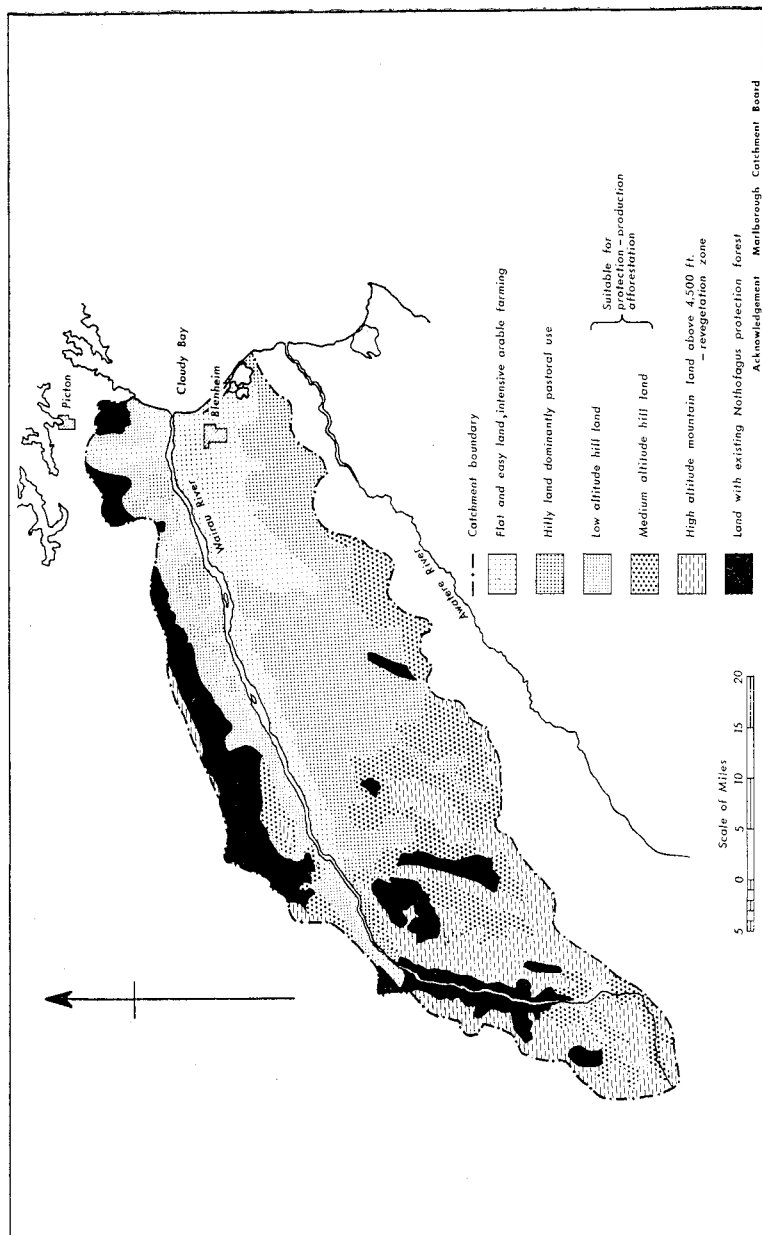 Picton
Cloudy Bay
Blenheim
Wairau River
Awatere River
Catchment boundary
Flat and easy land, intensive arable farming
Hilly land dominantly pastoral use
Low altitude hill land
Medium altitude hill land
Suitable for
protection – production
afforestation
High altitude mountain land above 4,500 ft.
– revegetation zone
Land with existing Nothofagus protection forest
Acknowledgement Marlborough Catchment Board
Scale of Miles
5 0 5 10 15 20